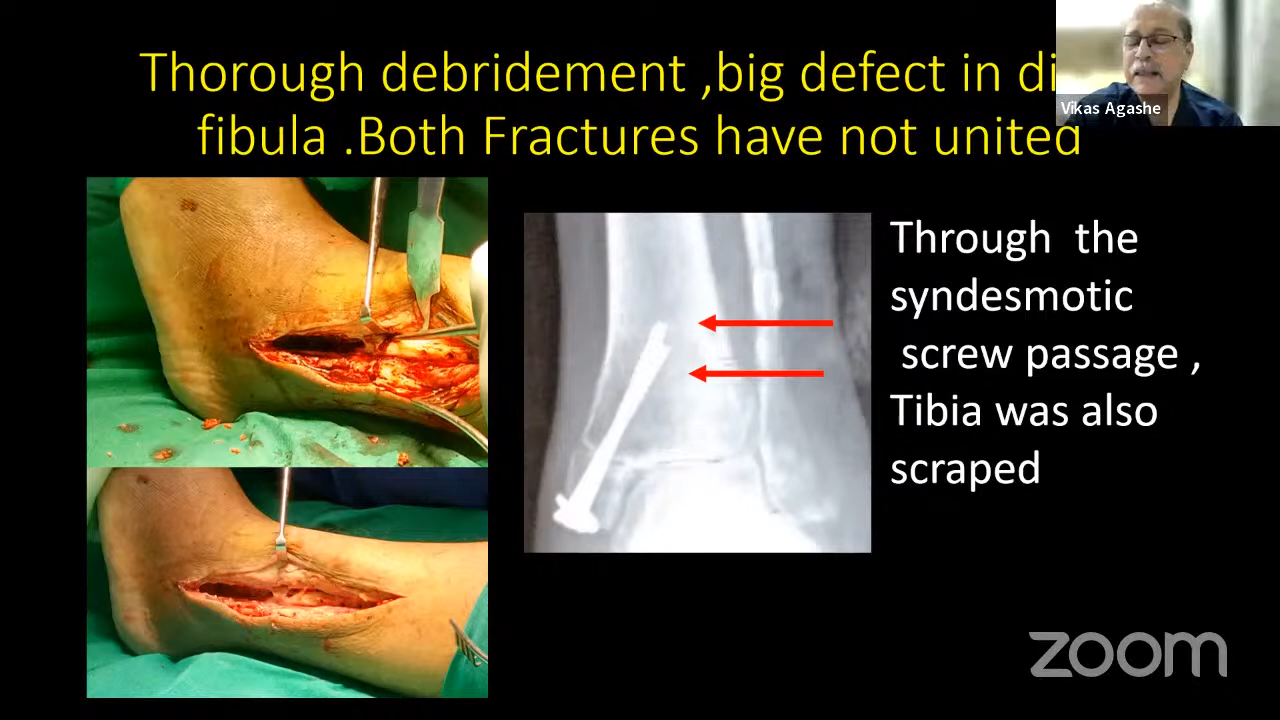 Thorough debridement ,big defect in di
fibula .Both Fractures have not united
Vikas Agashe
Through the
syndesmotic
screw passage ,
Tibia was also
scraped
zoom